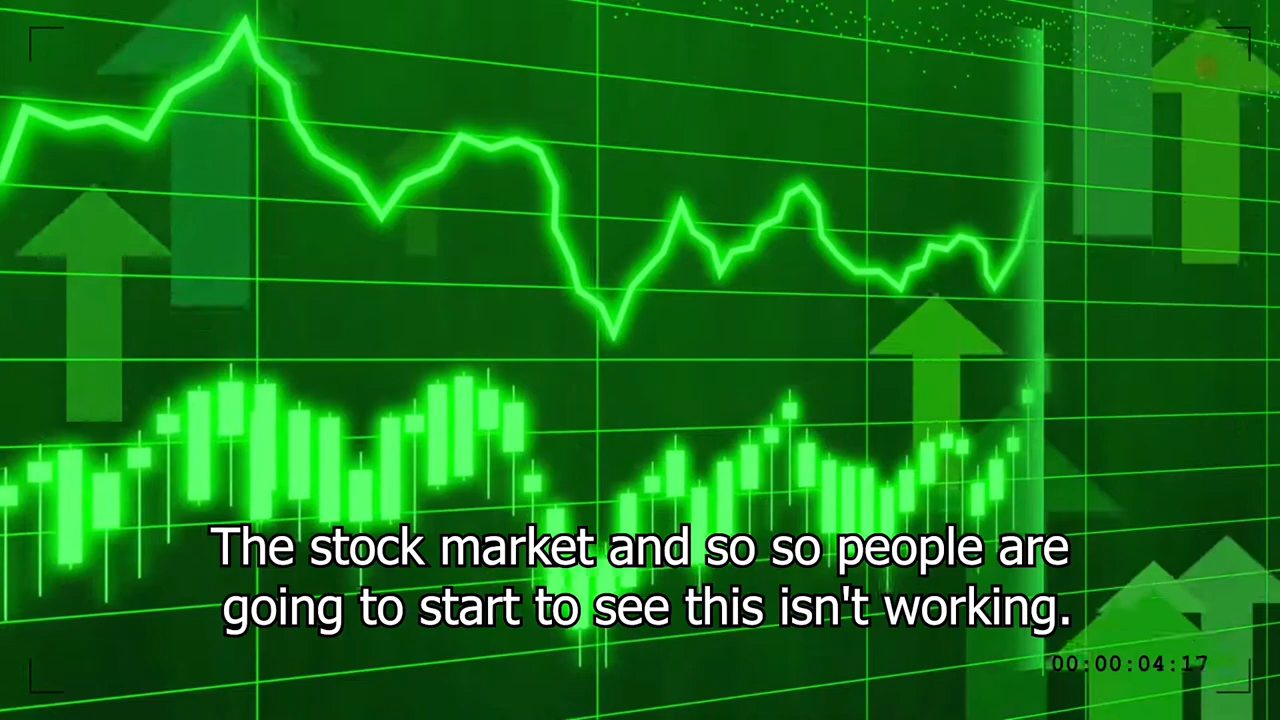 The stock market and so so people are
going to start to see this isn't working.
00:00:04:17